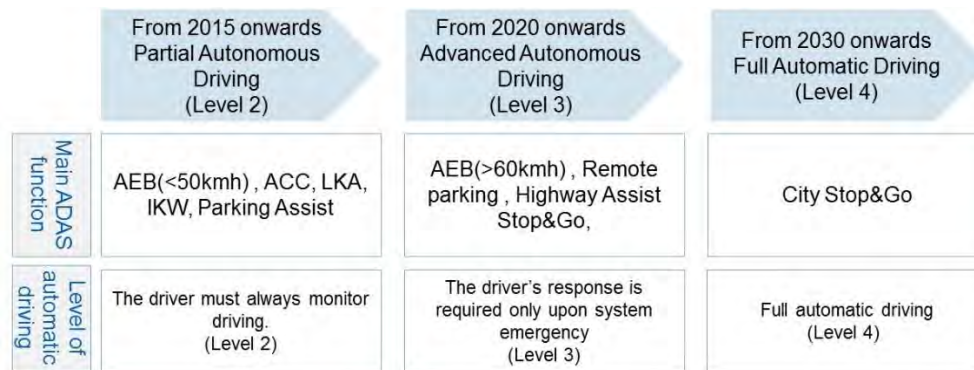 From 2015 onwards
Partial Autonomous
Driving
(Level 2)
From 2020 onwards
Advanced Autonomous
Driving
(Level 3)
From 2030 onwards
Full Automatic Driving
(Level 4)
Main ADAS
function
AEB(<50kmh) , ACC, LKA,
IKW, Parking Assist
AEB(>60kmh) , Remote
parking , Highway Assist
Stop&Go,
City Stop&Go
Level of
automatic
driving
The driver must always monitor
driving.
(Level 2)
The driver's response is
required only upon system
emergency
(Level 3)
Full automatic driving
(Level 4)